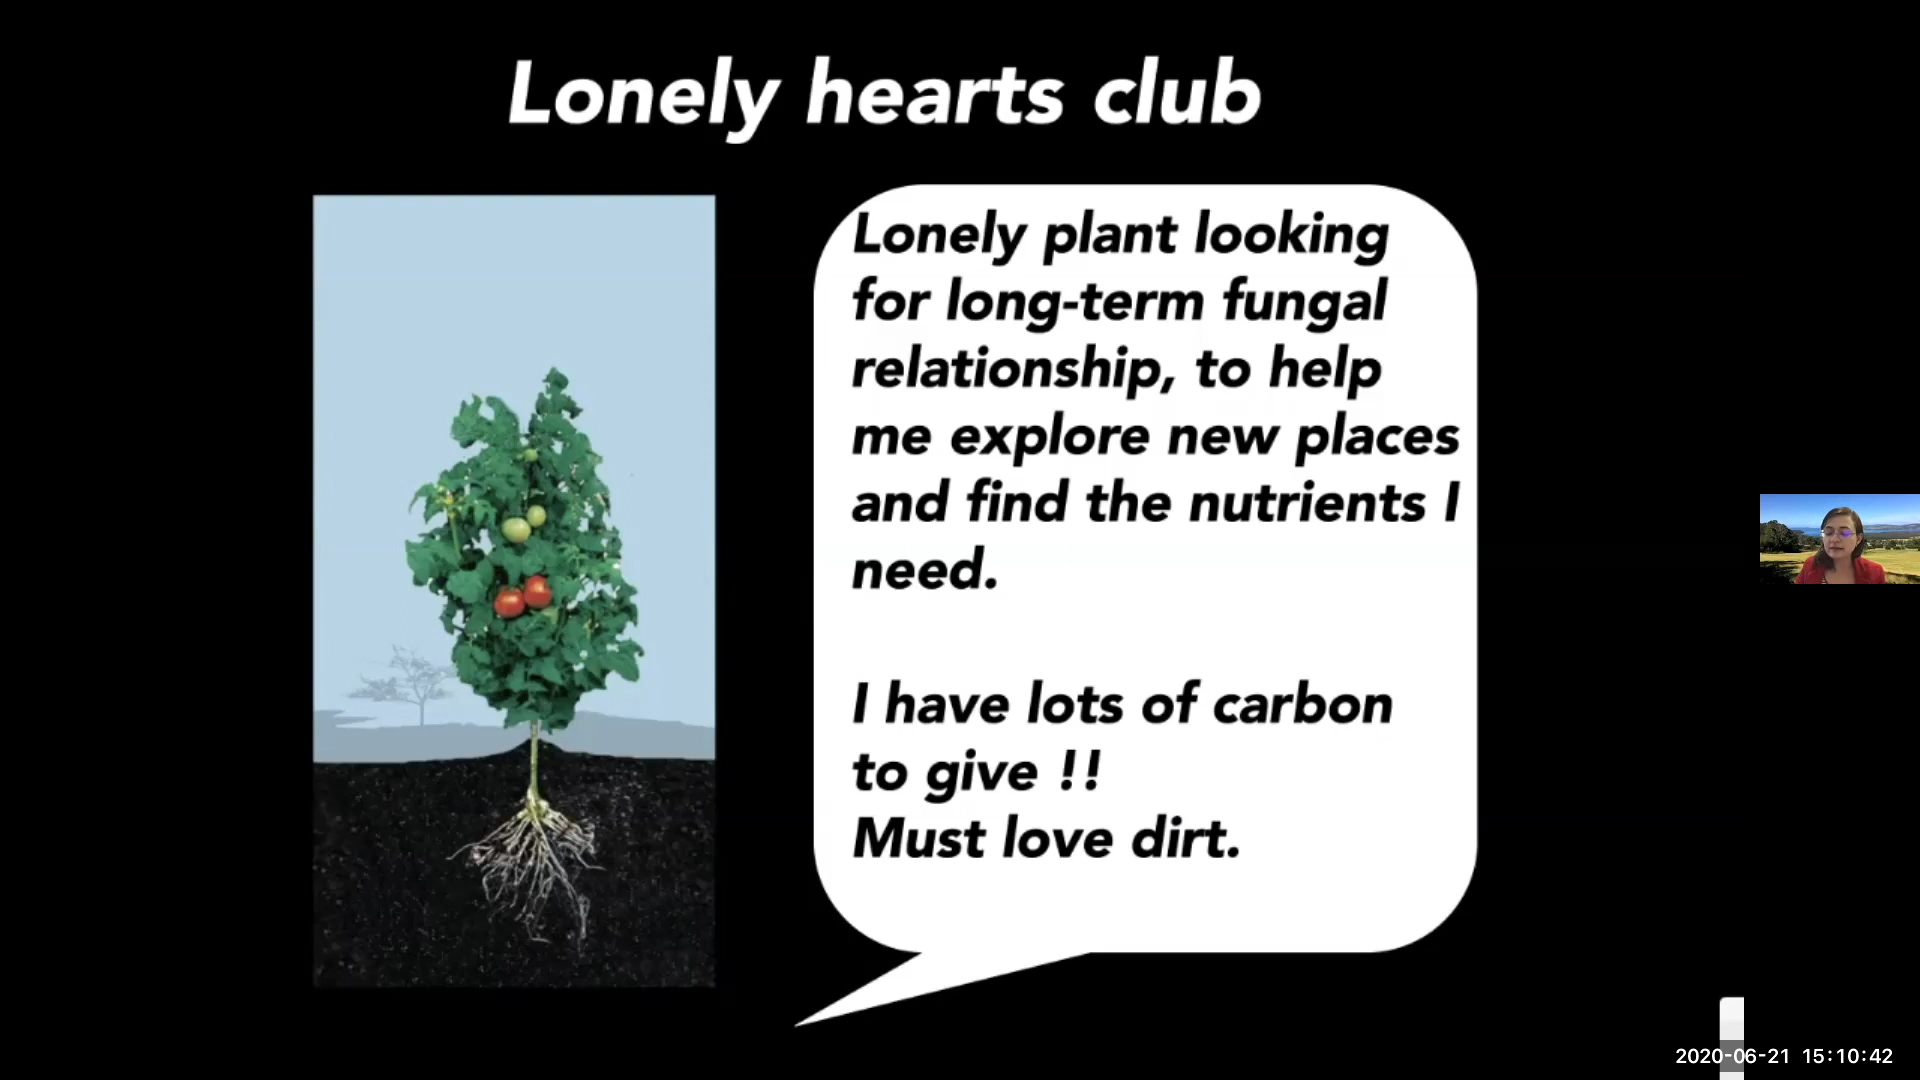 Lonely hearts club
Lonely plant looking
for long-term fungal
relationship, to help
me explore new places
and find the nutrients I
need.
I have lots of carbon
to give !!
Must love dirt.
2020-06-21 15:10:42